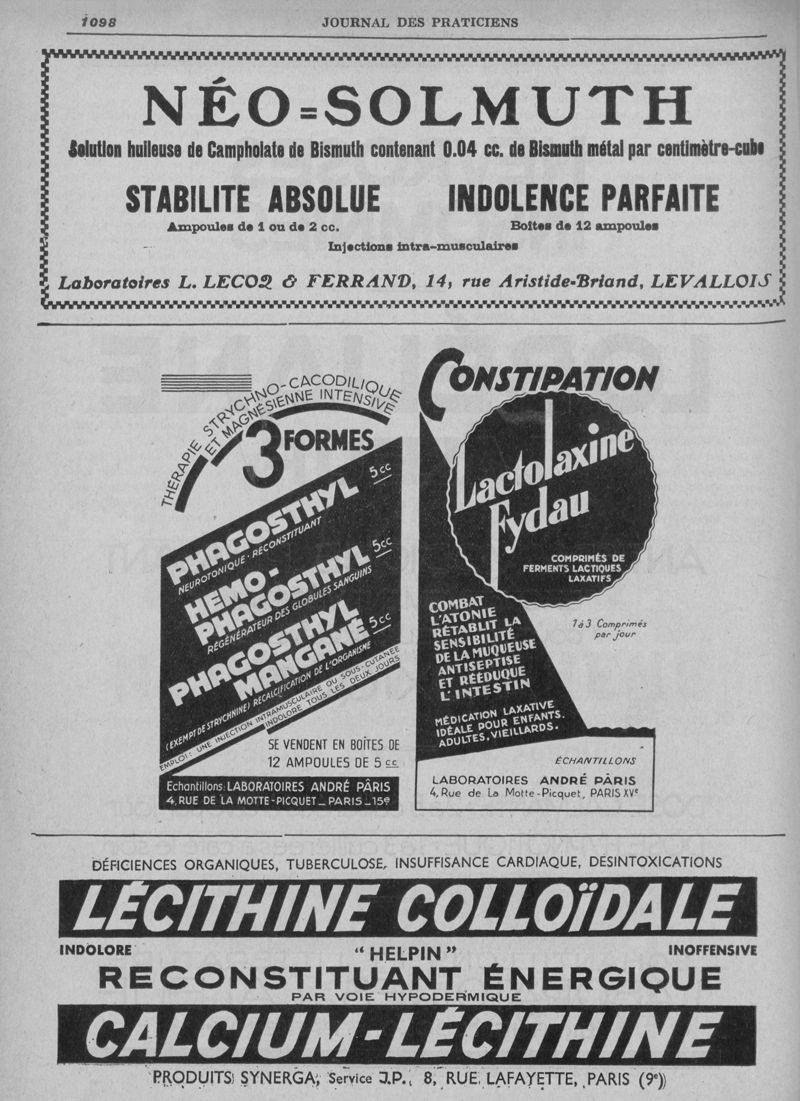 1098
JOURNAL DES PRATICIENS
NÉO=SOLMUTH
Solution huileuse de Campholate de Bismuth contenant 0.04 cc. de Bismuth métal par centimètre-cube
STABILITE ABSOLUE
INDOLENCE PARFAITE
Ampoules de 1 ou de 2 cc.
Boîtes de 12 ampoules
Injections intra-musculaires
Laboratoires L. LECOQ & FERRAND, 14, rue Aristide-Briand, LEVALLOIS
THÉRAPIE STRYCHNO-CACODILIQUE
ET MAGNÉSIENNE INTENSIVE
3 FORMES
PHAGOSTHYL 5cc
NEUROTONIQUE · RECONSTITUANT
HEMO-
PHAGOSTHYL 5cc
RÉGÉNÉRATEUR DES GLOBULES SANGUINS
PHAGOSTHYL
MANGANÉ 5cc
(EXEMPT DE STRYCHNINE) RECALCIFICATION DE L'ORGANISME
EMPLOI: UNE INJECTION INTRAMUSCULAIRE OU SOUS-CUTANÉE
INDOLORE TOUS LES DEUX JOURS
SE VENDENT EN BOÎTES DE
12 AMPOULES DE 5 cc
Echantillons: LABORATOIRES ANDRÉ PÂRIS
4, RUE DE LA MOTTE-PICQUET _ PARIS _15e
CONSTIPATION
Lactolaxine
Fydau
COMPRIMÉS DE
FERMENTS LACTIQUES
LAXATIFS
COMBAT
L'ATONIE
RÉTABLIT LA
SENSIBILITÉ
DE LA MUQUEUSE
ANTISEPTISE
ET RÉÉDUQUE
L'INTESTIN
1 à 3 Comprimés
par jour
MÉDICATION LAXATIVE
IDÉALE POUR ENFANTS.
ADULTES, VIEILLARDS.
ÉCHANTILLONS
LABORATOIRES ANDRÉ PÂRIS
4, Rue de La Motte-Picquet, PARIS XVe
DÉFICIENCES ORGANIQUES, TUBERCULOSE, INSUFFISANCE CARDIAQUE, DÉSINTOXICATIONS
LÉCITHINE COLLOÏDALE
INDOLORE
"HELPIN"
INOFFENSIVE
RECONSTITUANT ÉNERGIQUE
PAR VOIE HYPODERMIQUE
CALCIUM-LÉCITHINE
PRODUITS SYNERGA, Service J.P., 8, RUE LAFAYETTE, PARIS (9e)